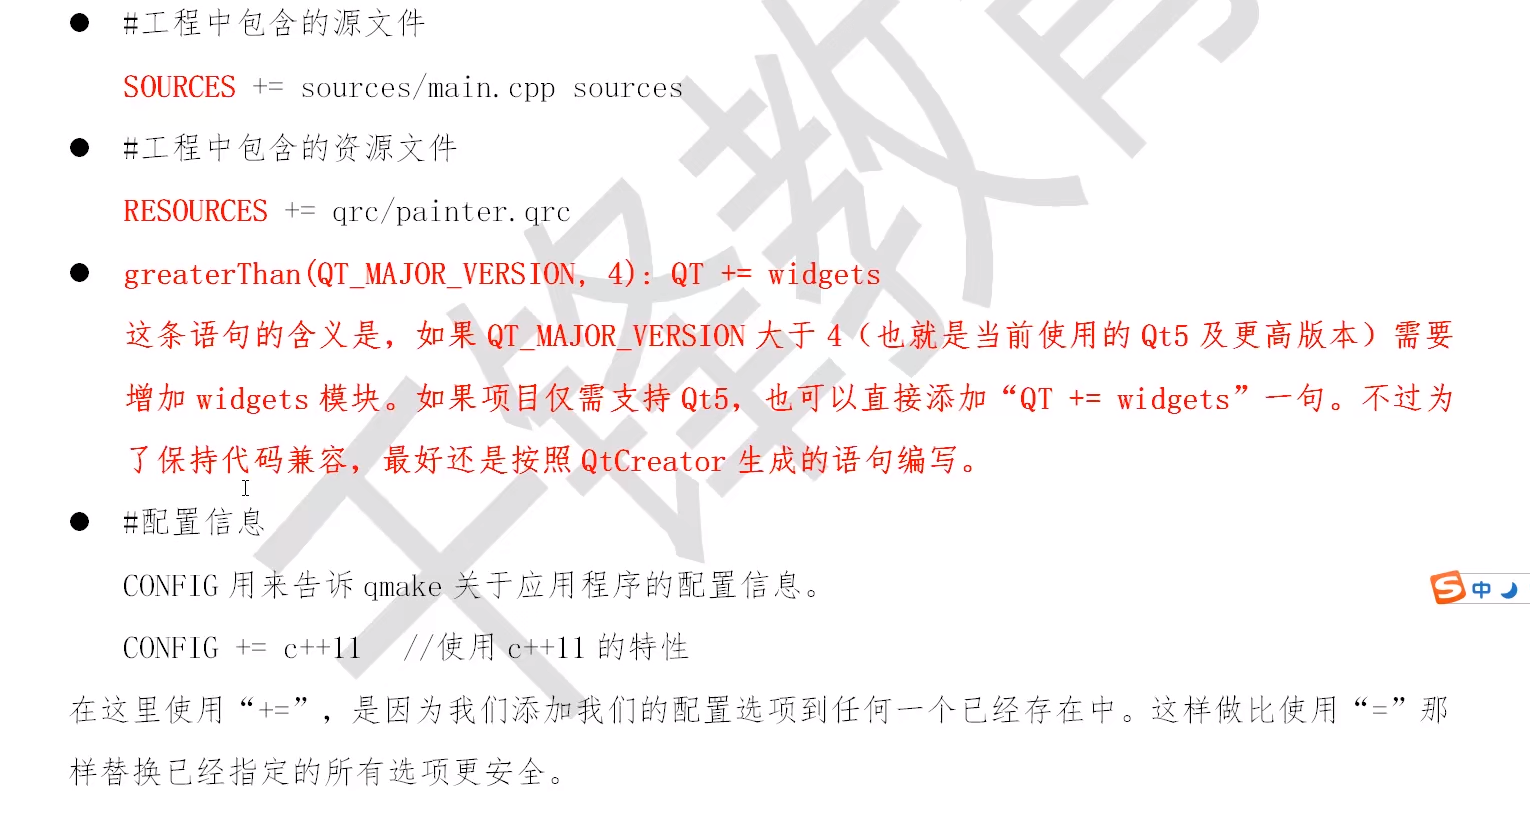 ● #工程中包含的源文件
SOURCES += sources/main.cpp sources
● #工程中包含的资源文件
RESOURCES += qrc/painter.qrc
● greaterThan(QT_MAJOR_VERSION, 4): QT += widgets
这条语句的含义是，如果 QT_MAJOR_VERSION 大于 4（也就是当前使用的 Qt5 及更高版本）需要
增加 widgets 模块。如果项目仅需支持 Qt5，也可以直接添加“QT += widgets”一句。不过为
了保持代码兼容，最好还是按照 QtCreator 生成的语句编写。
● #配置信息
CONFIG 用来告诉 qmake 关于应用程序的配置信息。
CONFIG += c++11 //使用 c++11 的特性
在这里使用“+=”，是因为我们添加我们的配置选项到任何一个已经存在中。这样做比使用“=”那
样替换已经指定的所有选项更安全。
千锋教育
S中